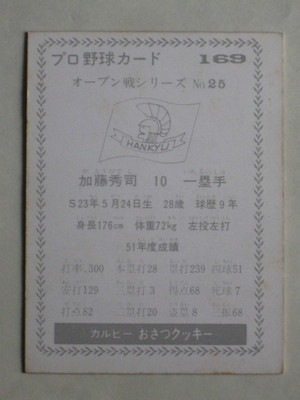 プロ野球カード 169
オープン戦シリーズ No 25
HANKYU
加藤秀司 10 一塁手
S23年5月24日生 28歳 球歴9年
身長176cm 体重72kg 左投左打
51年度成績
打率.300 本塁打28 塁打239 四球51
安打129 三塁打3 得点68 死球7
打点82 二塁打20 盗塁8 三振68
カルビー おさつクッキー